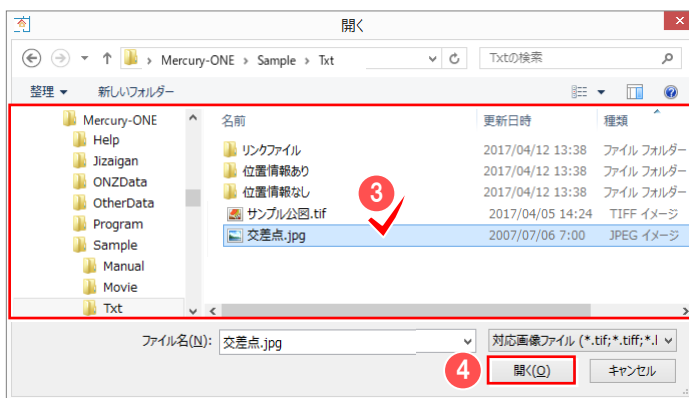 開く
Mercury-ONE › Sample › Txt
Txtの検索
整理 新しいフォルダー
Mercury-ONE
Help
Jizaigan
ONZData
OtherData
Program
Sample
Manual
Movie
Txt
名前 更新日時 種類
リンクファイル 2017/04/12 13:38 ファイル フォルダー
位置情報あり 2017/04/12 13:38 ファイル フォルダー
位置情報なし 2017/04/12 13:38 ファイル フォルダー
サンプル公図.tif 2017/04/05 14:24 TIFF イメージ
交差点.jpg 2007/07/06 7:00 JPEG イメージ
3
ファイル名(N): 交差点.jpg 対応画像ファイル (*.tif;*.tiff;*.l
4
開く(O) キャンセル